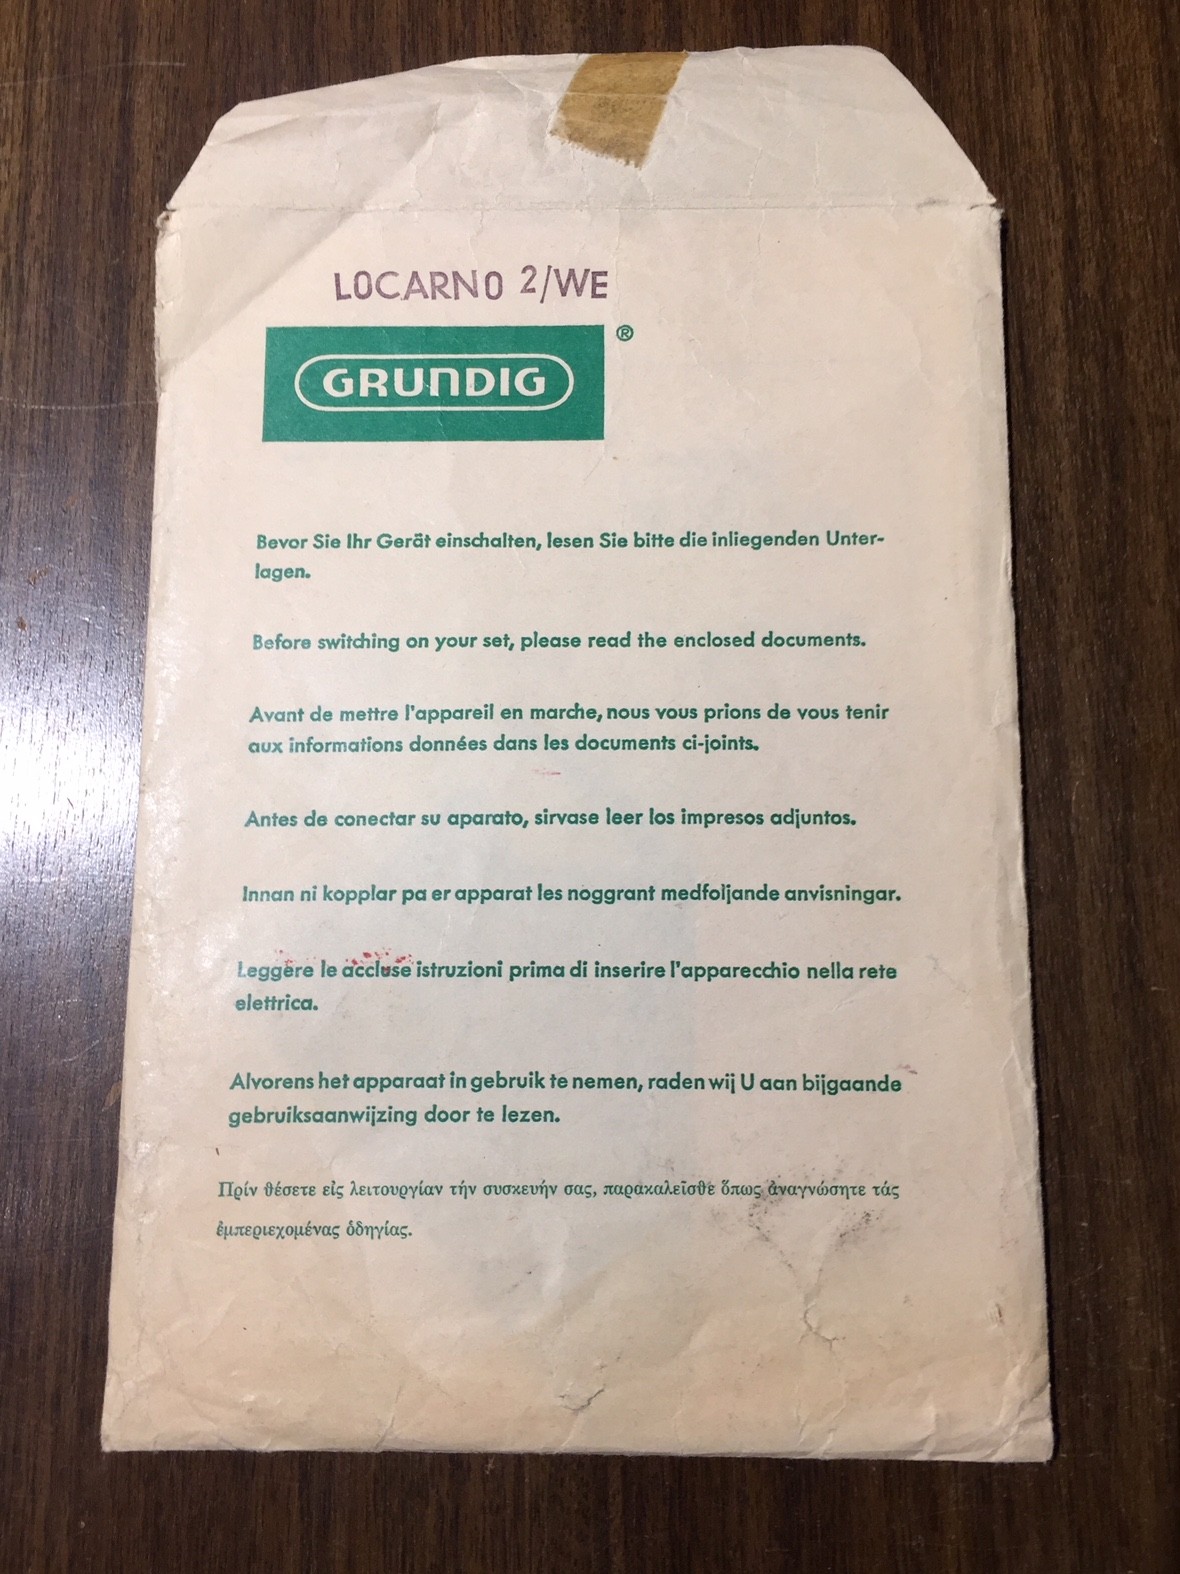 LOCARNO 2/WE
GRUNDIG ®
Bevor Sie Ihr Gerät einschalten, lesen Sie bitte die inliegenden Unter-
lagen.
Before switching on your set, please read the enclosed documents.
Avant de mettre l'appareil en marche, nous vous prions de vous tenir
aux informations données dans les documents ci-joints.
Antes de conectar su aparato, sirvase leer los impresos adjuntos.
Innan ni kopplar pa er apparat les noggrant medfoljande anvisningar.
Leggere le accluse istruzioni prima di inserire l'apparecchio nella rete
elettrica.
Alvorens het apparaat in gebruik te nemen, raden wij U aan bijgaande
gebruiksaanwijzing door te lezen.
Πρίν θέσετε εἰς λειτουργίαν τήν συσκευήν σας, παρακαλεῖσθε ὅπως ἀναγνώσητε τάς
ἐμπεριεχομένας ὁδηγίας.